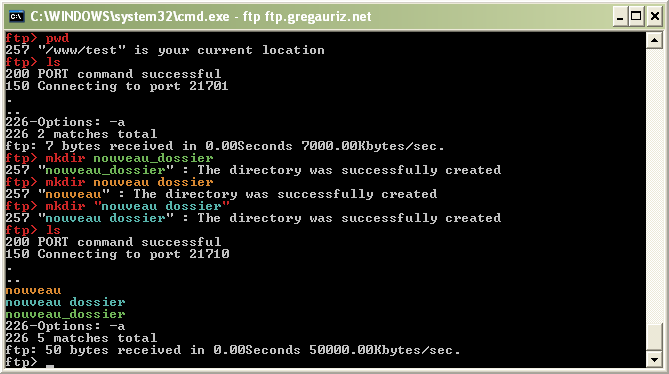 C:\WINDOWS\system32\cmd.exe - ftp ftp.gregauriz.net
ftp> pwd
257 "/www/test" is your current location
ftp> ls
200 PORT command successful
150 Connecting to port 21701
.
..
226-Options: -a
226 2 matches total
ftp: 7 bytes received in 0.00Seconds 7000.00Kbytes/sec.
ftp> mkdir nouveau_dossier
257 "nouveau_dossier" : The directory was successfully created
ftp> mkdir nouveau dossier
257 "nouveau" : The directory was successfully created
ftp> mkdir "nouveau dossier"
257 "nouveau dossier" : The directory was successfully created
ftp> ls
200 PORT command successful
150 Connecting to port 21710
.
..
nouveau
nouveau dossier
nouveau_dossier
226-Options: -a
226 5 matches total
ftp: 50 bytes received in 0.00Seconds 50000.00Kbytes/sec.
ftp> _